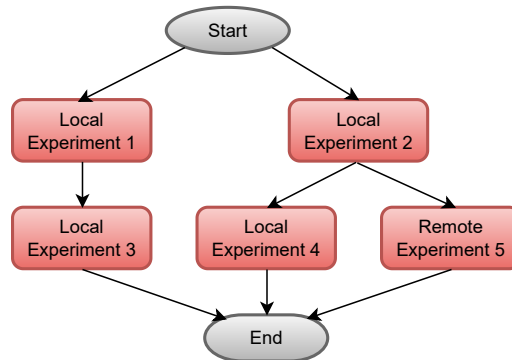 Start
Local
Experiment 1
Local
Experiment 2
Local
Experiment 3
Local
Experiment 4
Remote
Experiment 5
End